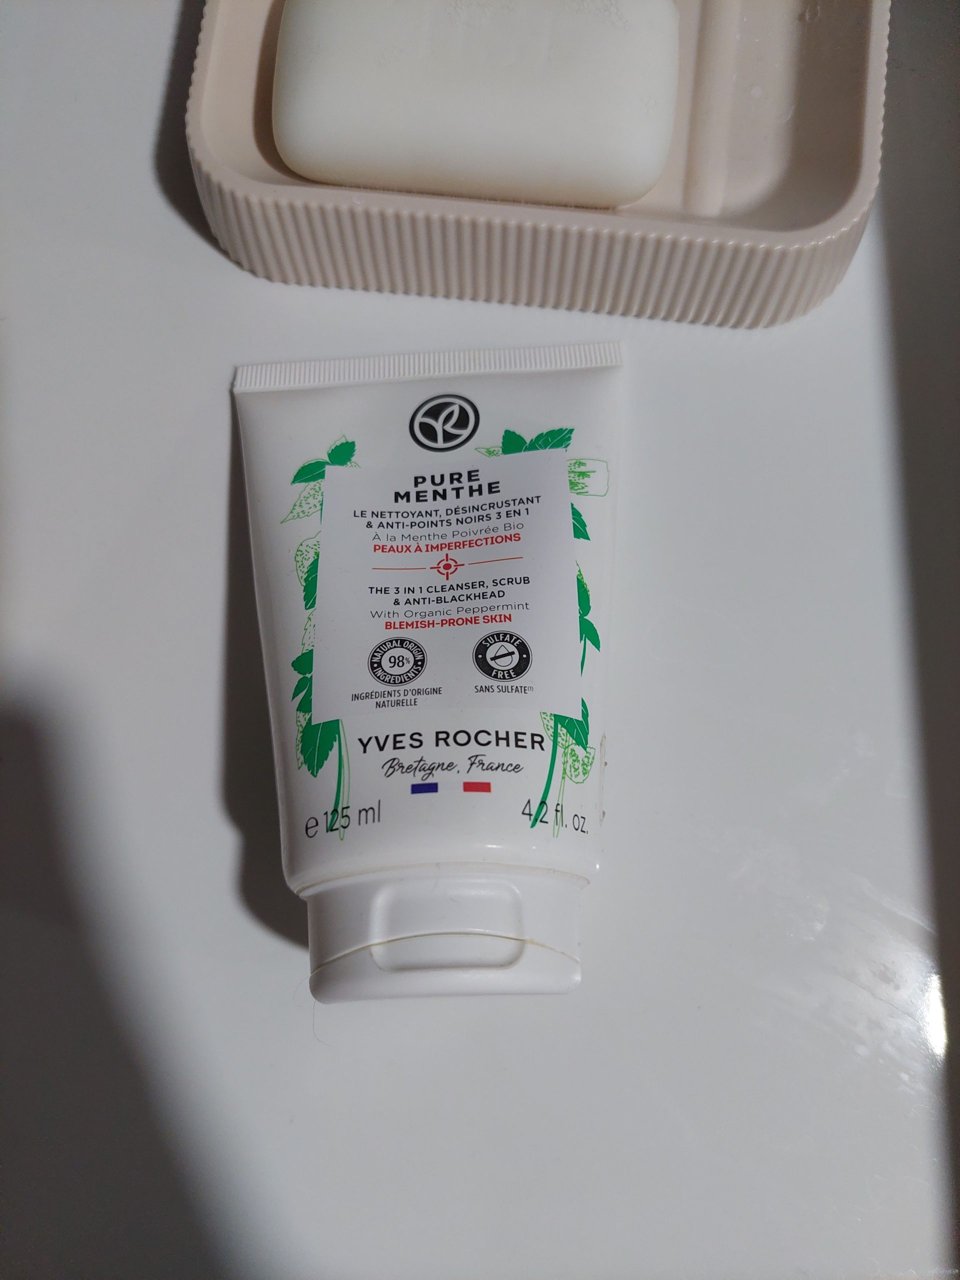 PURE
MENTHE
LE NETTOYANT, DÉSINCRUSTANT
& ANTI-POINTS NOIRS 3 EN 1
À la Menthe Poivrée Bio
PEAUX À IMPERFECTIONS
THE 3 IN 1 CLEANSER, SCRUB
& ANTI-BLACKHEAD
With Organic Peppermint
BLEMISH-PRONE SKIN
NATURAL ORIGIN
98%
INGREDIENTS
SULFATE
FREE
INGRÉDIENTS D'ORIGINE
NATURELLE
SANS SULFATE(1)
YVES ROCHER
Bretagne, France
e 125 ml
4,2 fl. oz.